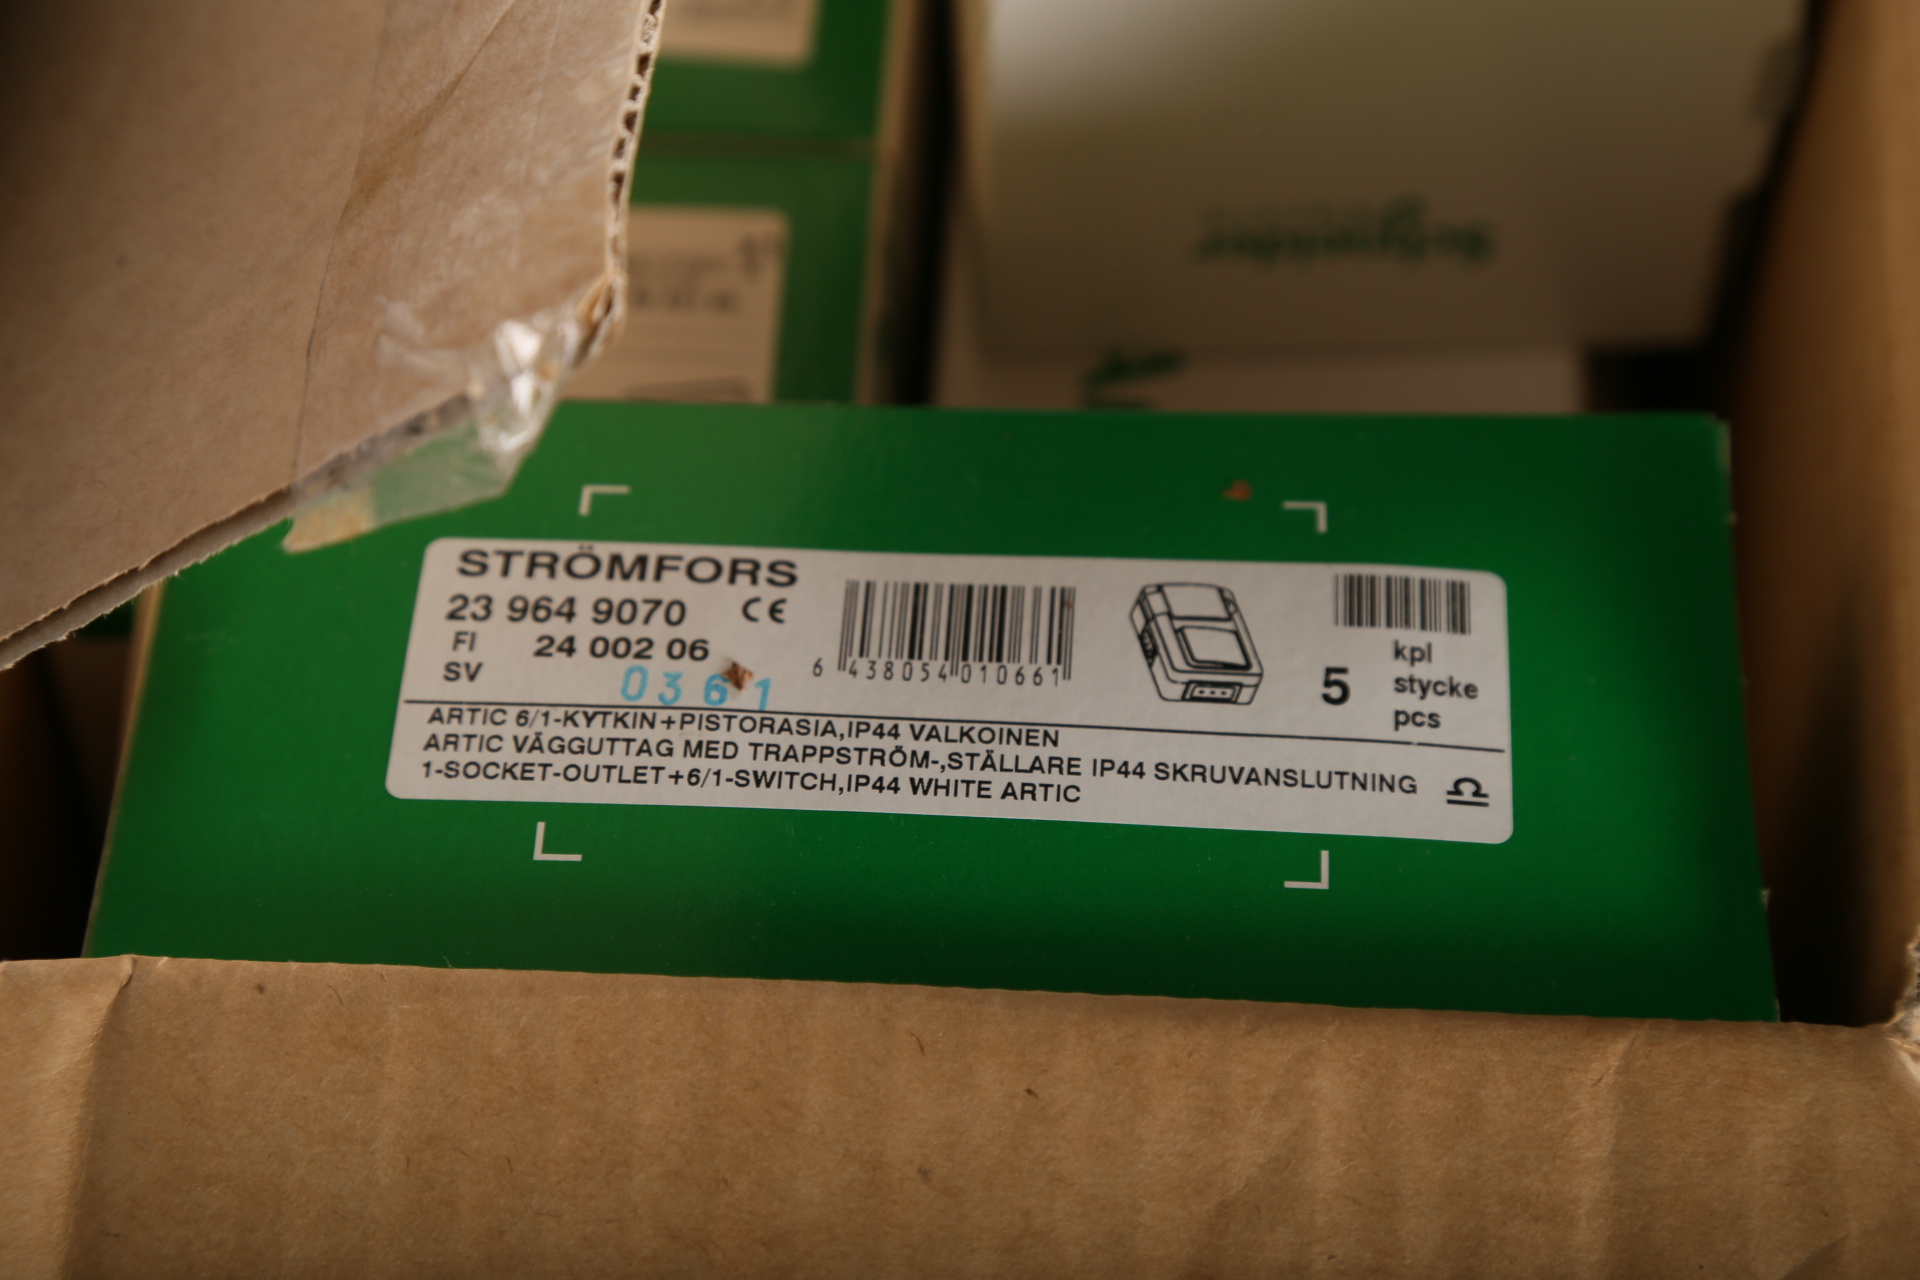 Schneider
STRÖMFORS
23 964 9070 CE
FI 24 002 06
SV
0361
6 438054 010661
5
kpl
stycke
pcs
ARTIC 6/1-KYTKIN+PISTORASIA,IP44 VALKOINEN
ARTIC VÄGGUTTAG MED TRAPPSTRÖM-,STÄLLARE IP44 SKRUVANSLUTNING
1-SOCKET-OUTLET+6/1-SWITCH,IP44 WHITE ARTIC